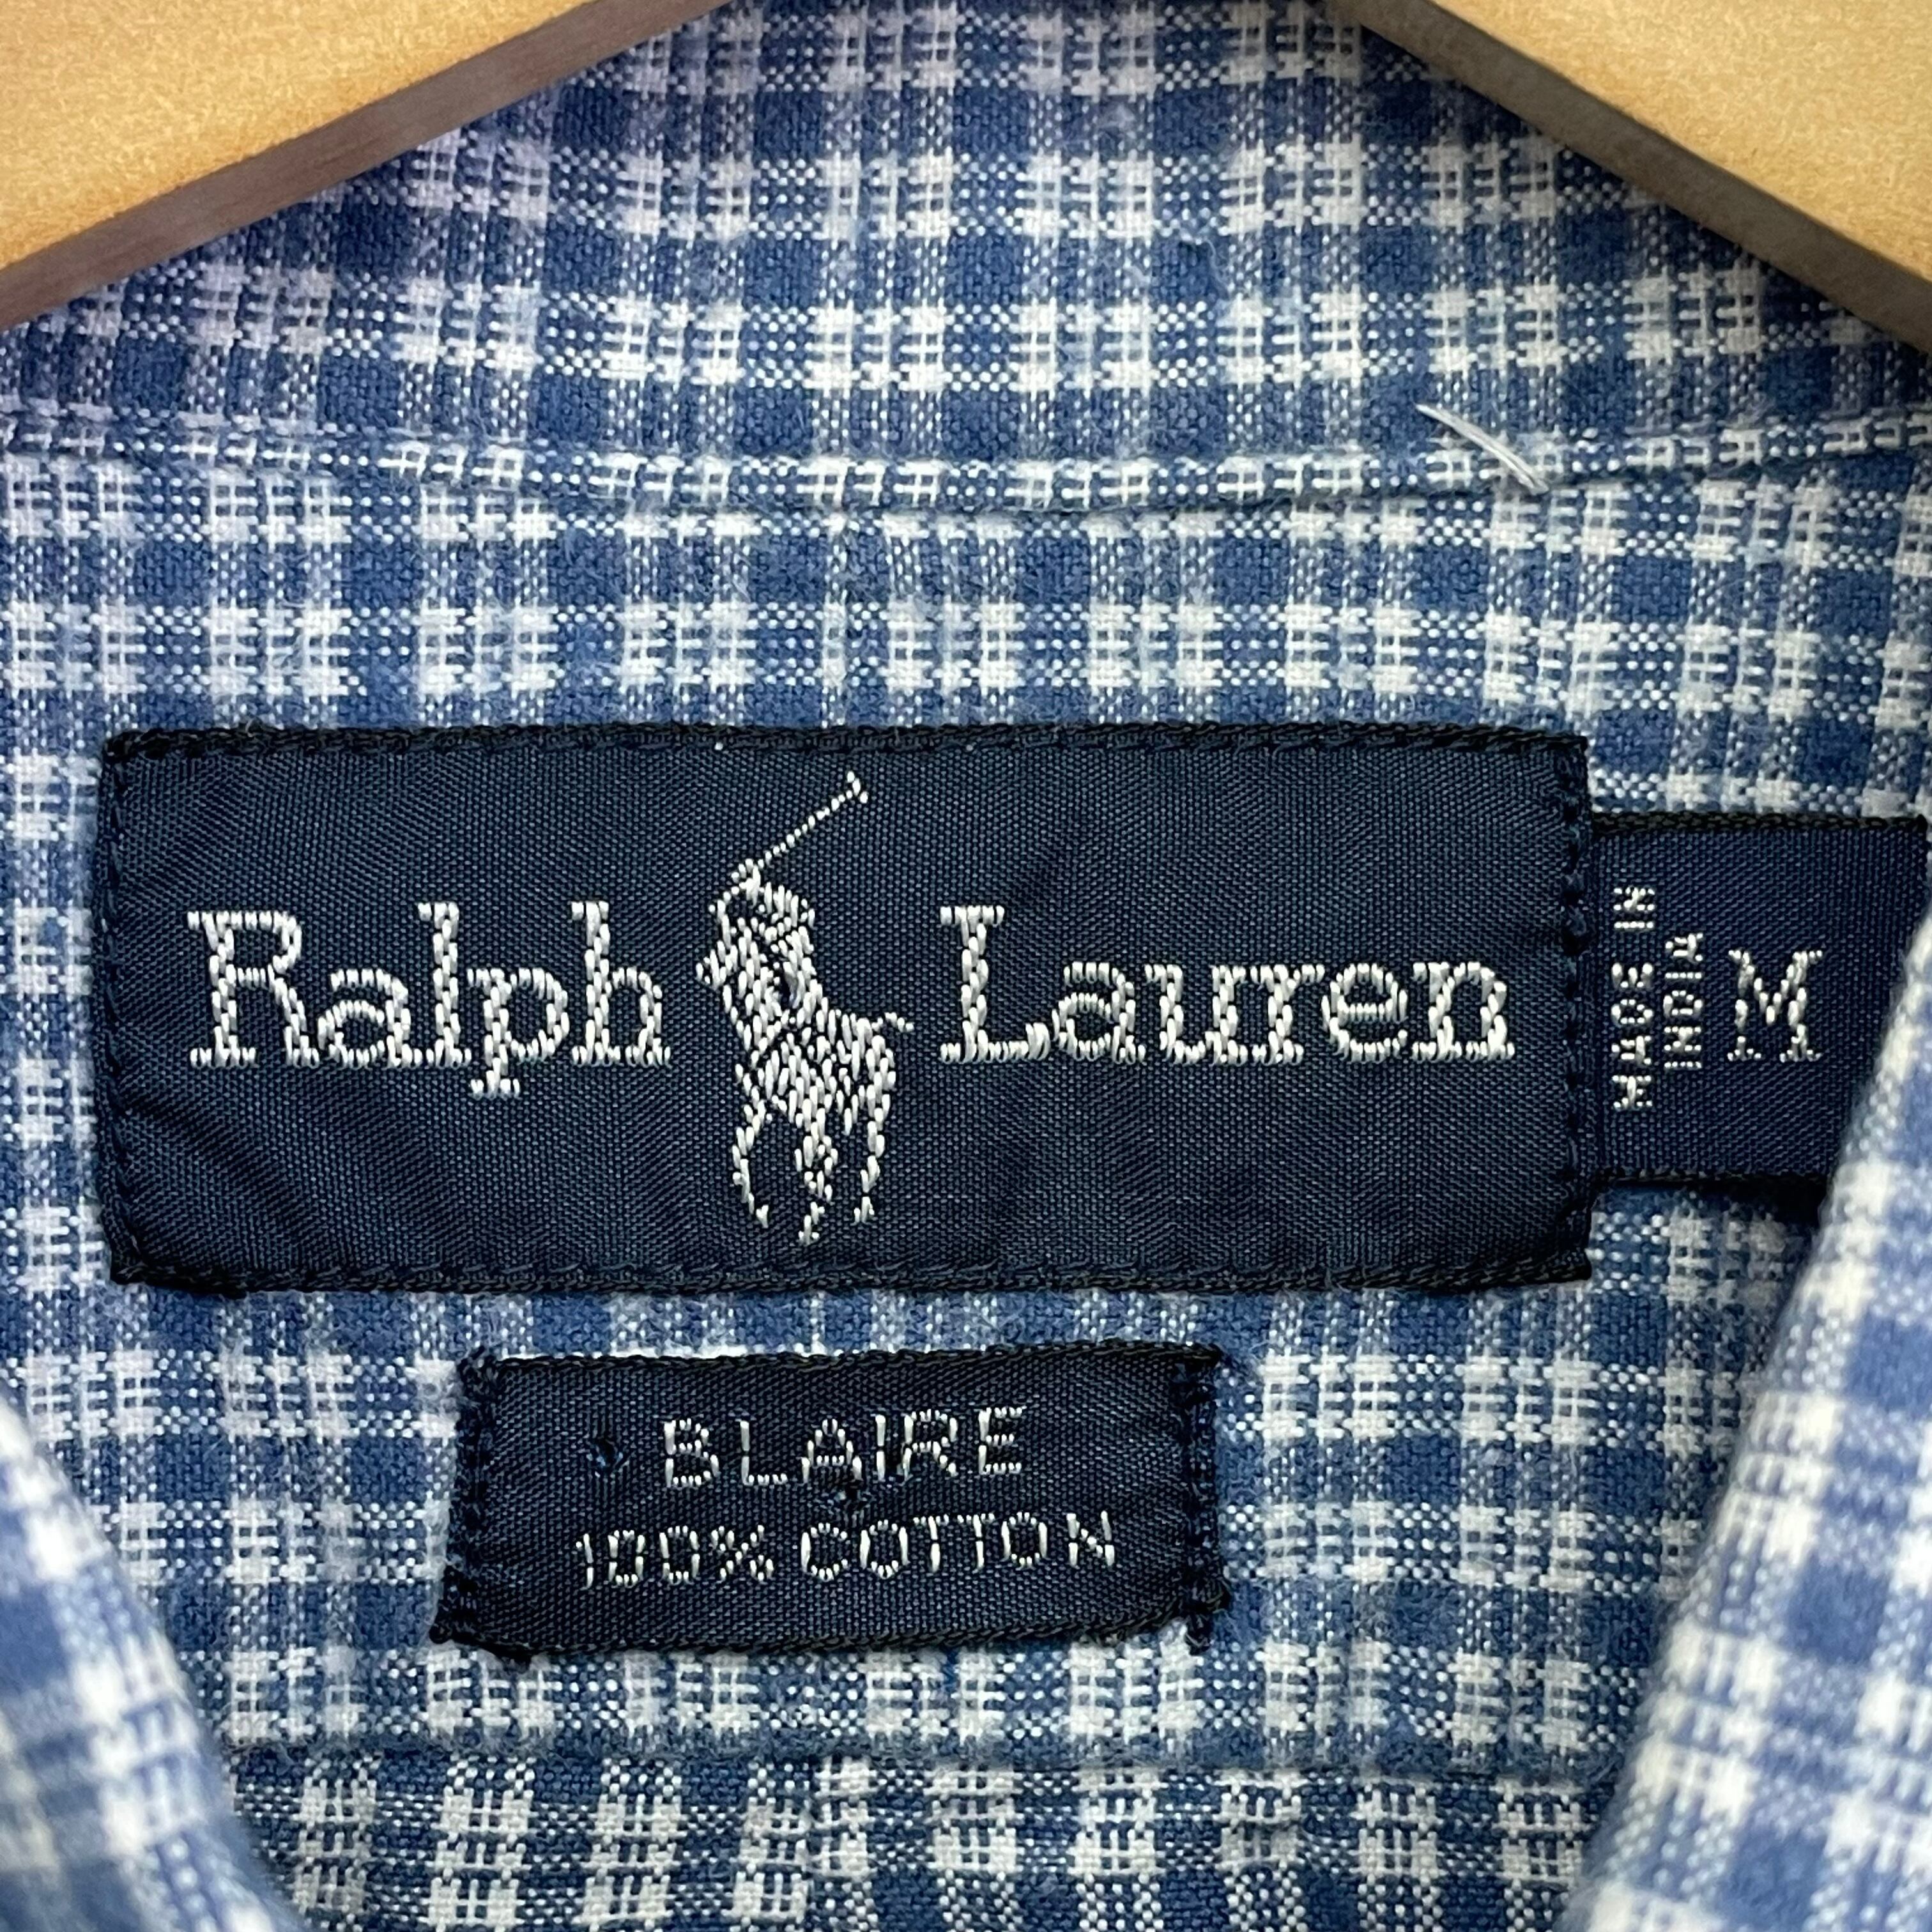 Ralph Lauren
MADE IN
INDIA
M
BLAIRE
100% COTTON